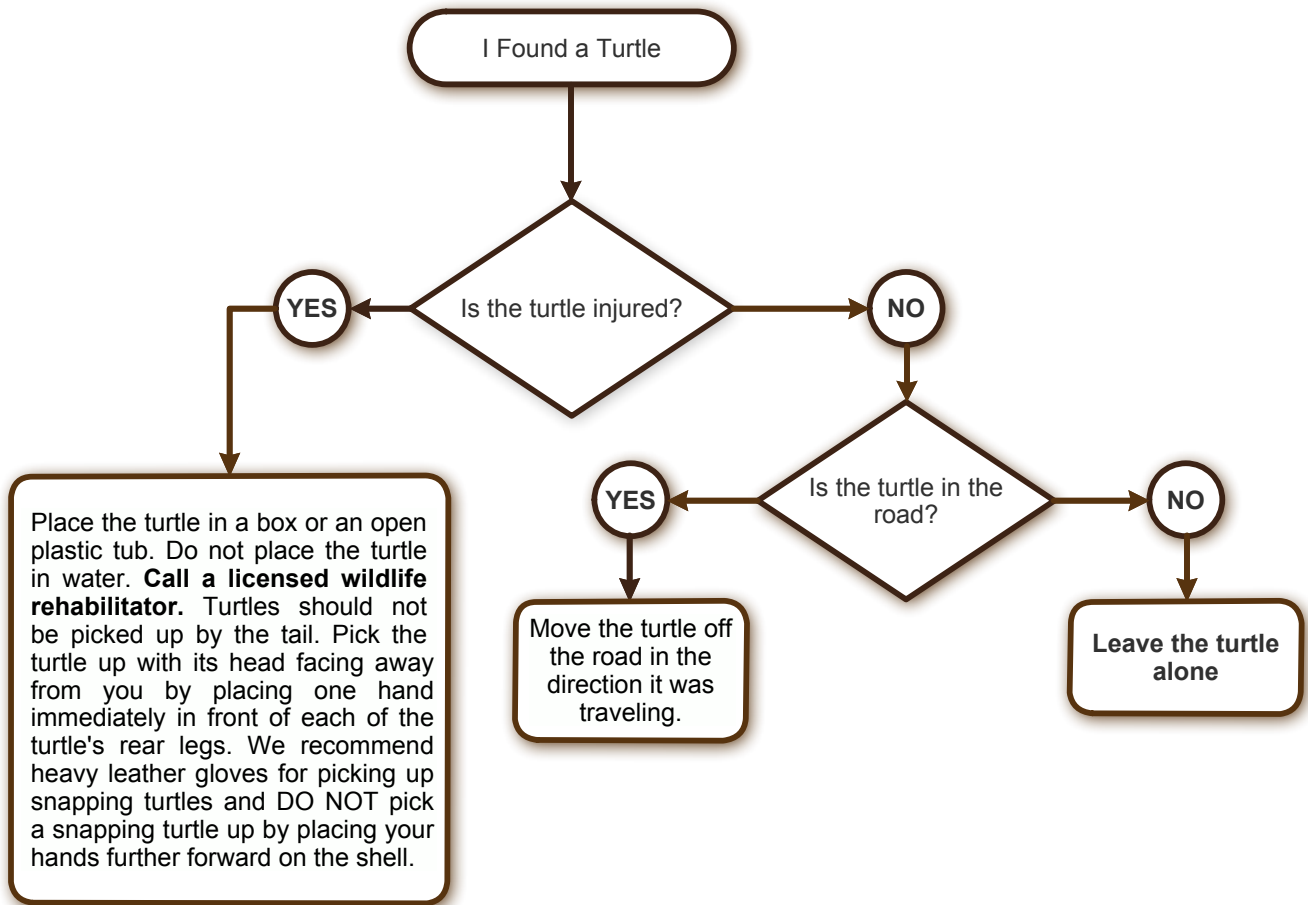 I Found a Turtle
Is the turtle injured?
YES
NO
Place the turtle in a box or an open
plastic tub. Do not place the turtle
in water. Call a licensed wildlife
rehabilitator. Turtles should not
be picked up by the tail. Pick the
turtle up with its head facing away
from you by placing one hand
immediately in front of each of the
turtle's rear legs. We recommend
heavy leather gloves for picking up
snapping turtles and DO NOT pick
a snapping turtle up by placing your
hands further forward on the shell.
Is the turtle in the
road?
YES
NO
Move the turtle off
the road in the
direction it was
traveling.
Leave the turtle
alone